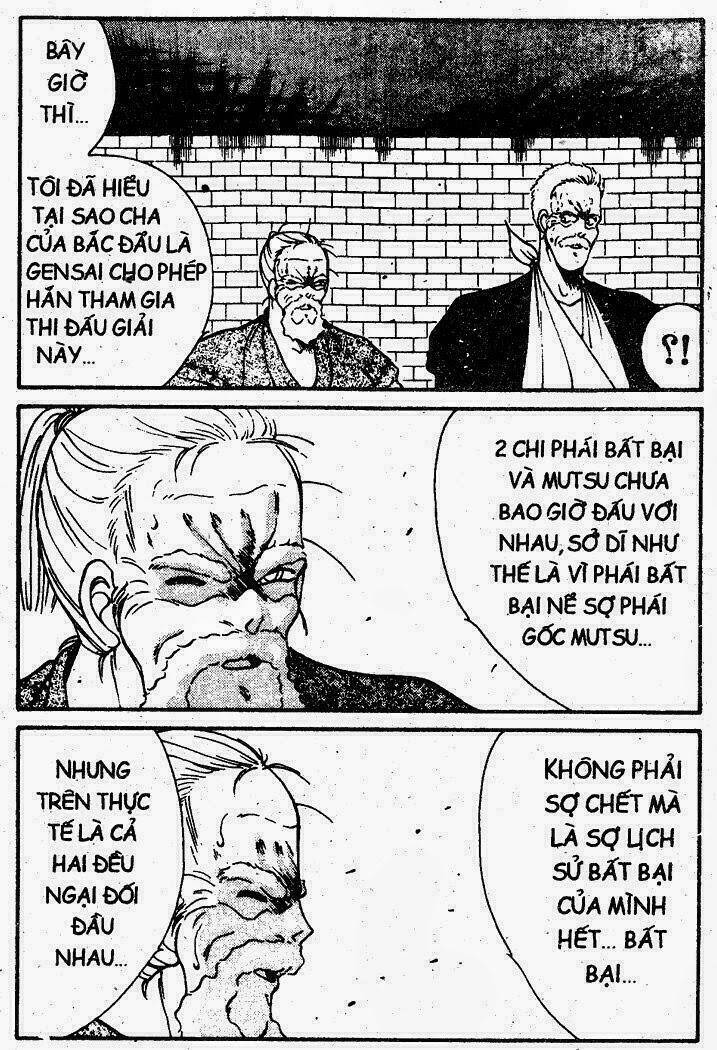 BÂY
GIỜ
THÌ...
TÔI ĐÃ HIỂU
TẠI SAO CHA
CỦA BẮC ĐẨU LÀ
GENSAI CHO PHÉP
HẮN THAM GIA
THI ĐẤU GIẢI
NÀY...
?!
2 CHI PHÁI BẤT BẠI
VÀ MUTSU CHƯA
BAO GIỜ ĐẤU VỚI
NHAU, SỞ DĨ NHƯ
THẾ LÀ VÌ PHÁI BẤT
BẠI NỂ SỢ PHÁI
GỐC MUTSU...
NHƯNG
TRÊN THỰC
TẾ LÀ CẢ
HAI ĐỀU
NGẠI ĐỐI
ĐẦU
NHAU...
KHÔNG PHẢI
SỢ CHẾT MÀ
LÀ SỢ LỊCH
SỬ BẤT BẠI
CỦA MÌNH
HẾT... BẤT
BẠI...